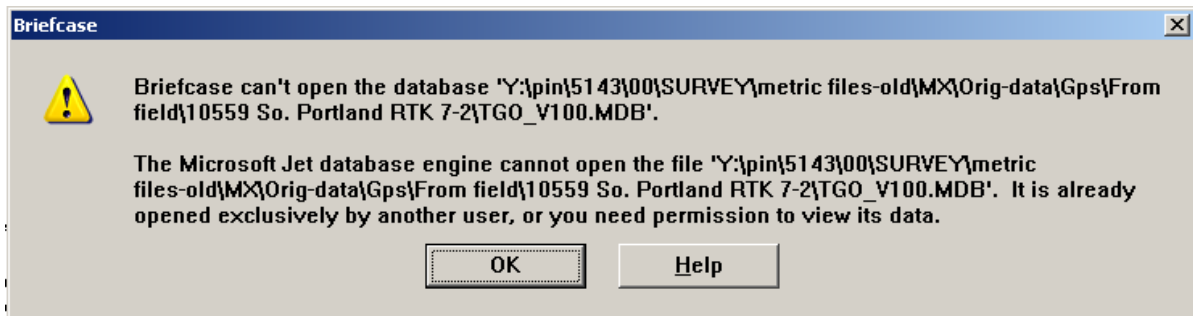 Briefcase
Briefcase can't open the database 'Y:\pin\5143\00\SURVEY\metric files-old\MX\Orig-data\Gps\From
field\10559 So. Portland RTK 7-2\TGO_V100.MDB'.
The Microsoft Jet database engine cannot open the file 'Y:\pin\5143\00\SURVEY\metric
files-old\MX\Orig-data\Gps\From field\10559 So. Portland RTK 7-2\TGO_V100.MDB'.  It is already
opened exclusively by another user, or you need permission to view its data.
OK
Help